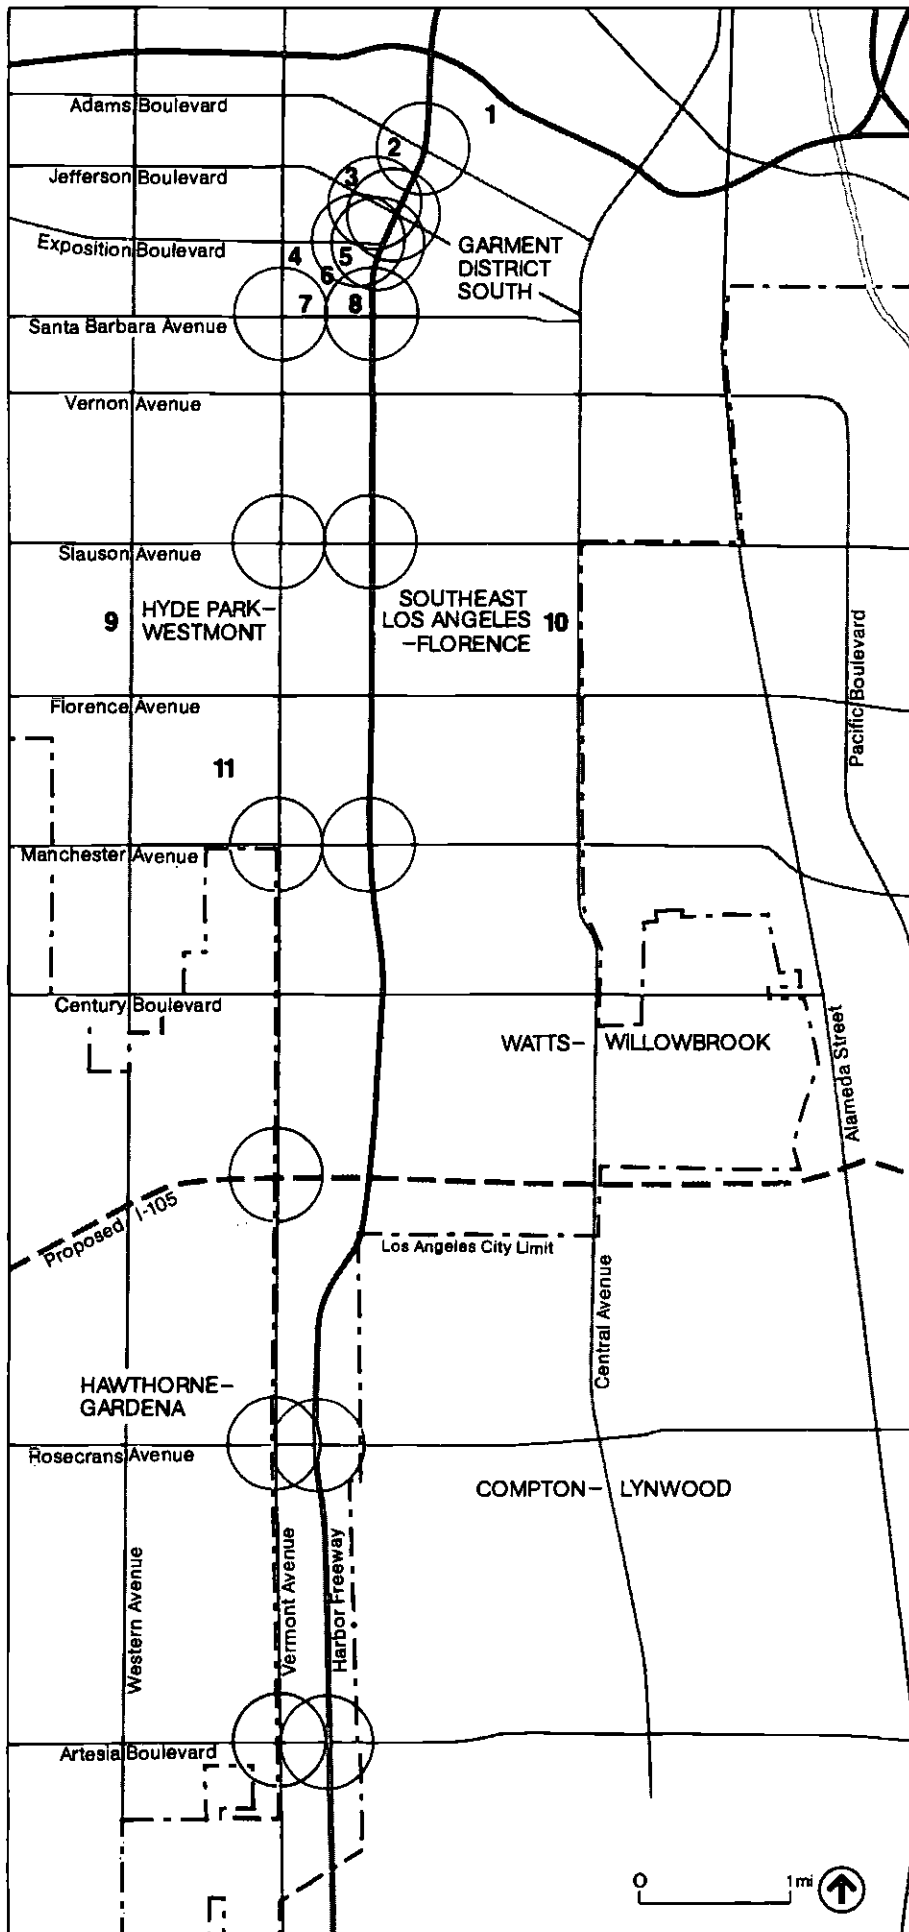 1
Adams Boulevard
2
Jefferson Boulevard
3
Exposition Boulevard
4
5
6
GARMENT
DISTRICT
SOUTH
7
8
Santa Barbara Avenue
Vernon Avenue
Slauson Avenue
9
HYDE PARK–
WESTMONT
SOUTHEAST
LOS ANGELES
–FLORENCE
10
Pacific Boulevard
Florence Avenue
11
Manchester Avenue
Century Boulevard
WATTS– WILLOWBROOK
Alameda Street
Proposed I-105
Los Angeles City Limit
Central Avenue
HAWTHORNE–
GARDENA
Rosecrans Avenue
COMPTON– LYNWOOD
Western Avenue
Vermont Avenue
Harbor Freeway
Artesia Boulevard
0 1 mi